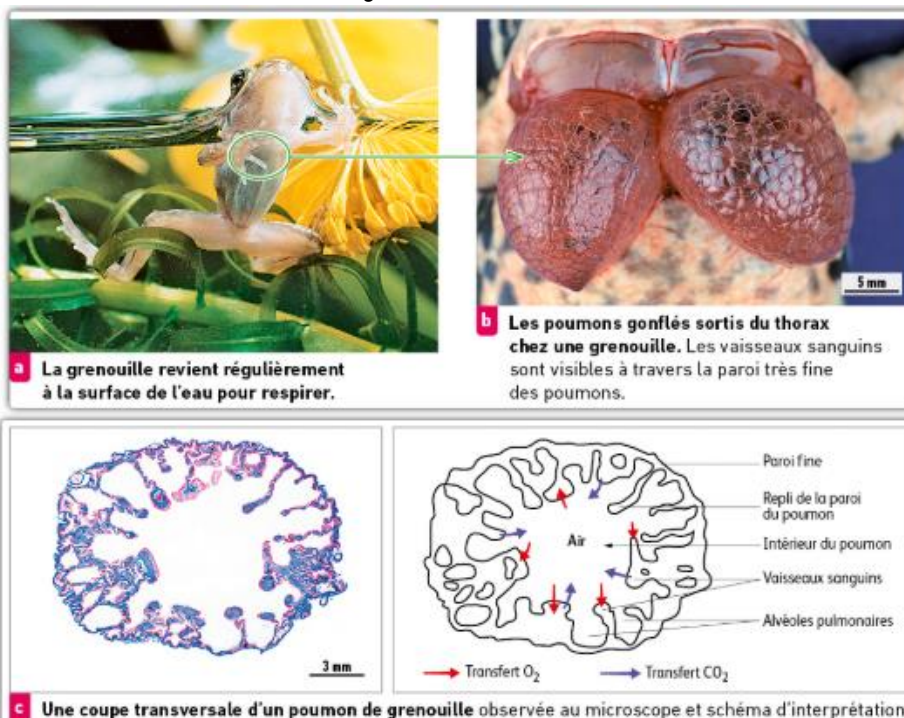 a La grenouille revient régulièrement
à la surface de l'eau pour respirer.
5 mm
b Les poumons gonflés sortis du thorax
chez une grenouille. Les vaisseaux sanguins
sont visibles à travers la paroi très fine
des poumons.
3 mm
Paroi fine
Repli de la paroi
du poumon
Air
Intérieur du poumon
Vaisseaux sanguins
Alvéoles pulmonaires
Transfert O₂
Transfert CO₂
c Une coupe transversale d'un poumon de grenouille observée au microscope et schéma d'interprétation